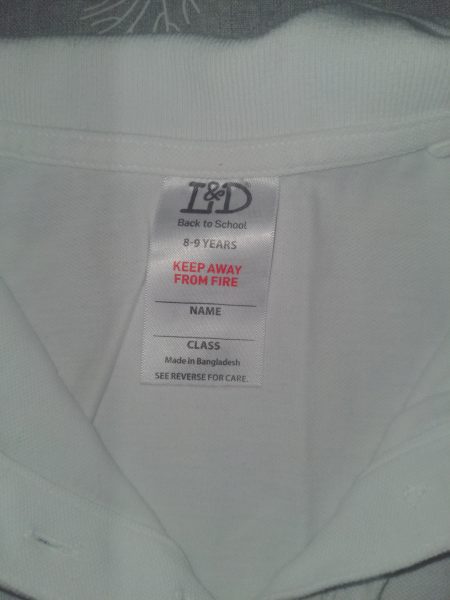 L&D
Back to School
8-9 YEARS
KEEP AWAY
FROM FIRE
NAME
CLASS
Made in Bangladesh
SEE REVERSE FOR CARE.